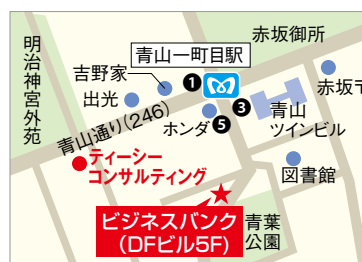 赤坂御所
明治神宮外苑
青山一町目駅
吉野家
❶
出光
❸
赤坂
青山
ツインビル
青山通り(246)
ホンダ
❺
ティーシー
コンサルティング
図書館
ビジネスバンク
(DFビル5F)
青葉
公園